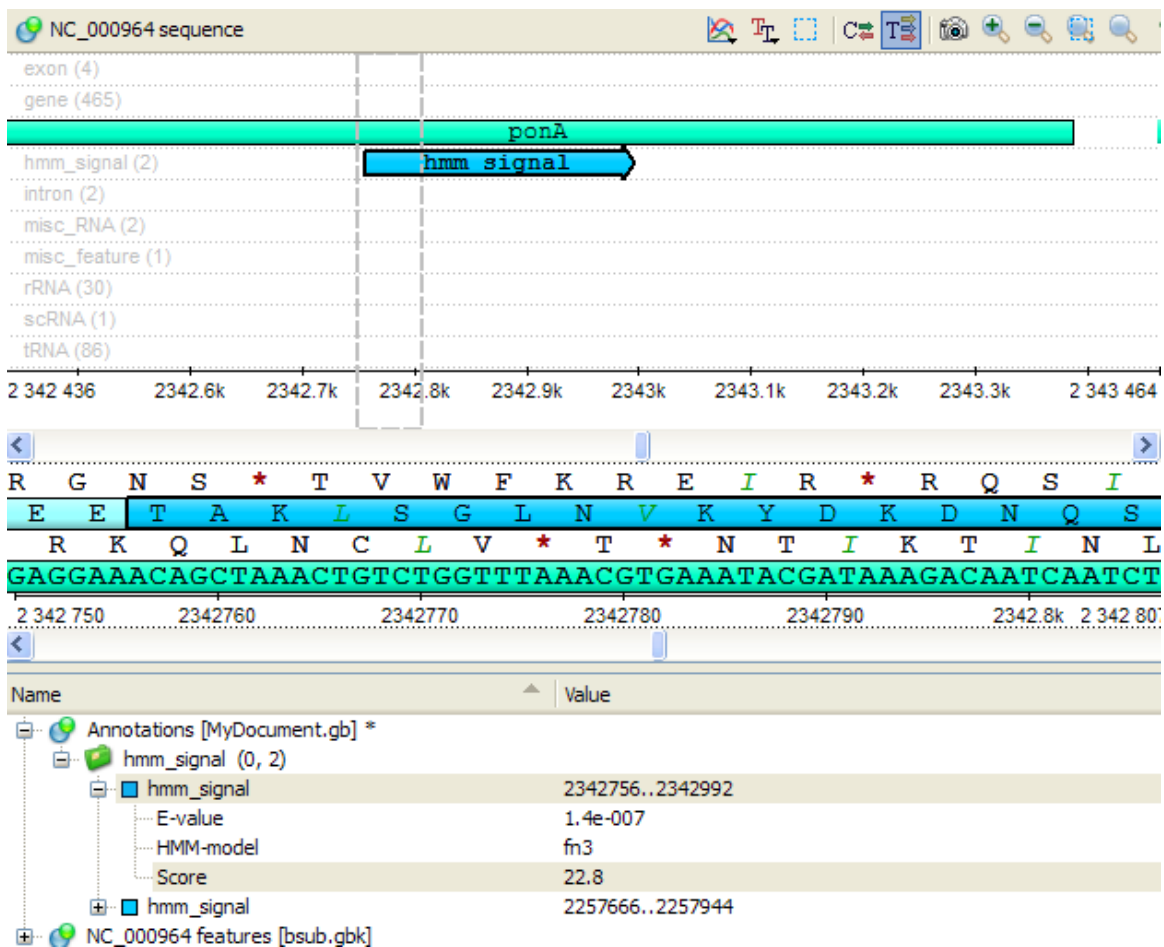 NC_000964 sequence
exon (4)
gene (465)
ponA
hmm_signal (2) hmm signal
intron (2)
misc_RNA (2)
misc_feature (1)
rRNA (30)
scRNA (1)
tRNA (86)
2 342 436 2342.6k 2342.7k 2342.8k 2342.9k 2343k 2343.1k 2343.2k 2343.3k 2 343 464
R G N S * T V W F K R E I R * R Q S I
E E T A K L S G L N V K Y D K D N Q S
R K Q L N C L V * T * N T I K T I N L
GAGGAAACAGCTAAACTGTCTGGTTTAAACGTGAAATACGATAAAGACAATCAATCT
2 342 750 2342760 2342770 2342780 2342790 2342.8k 2 342 807
Name Value
Annotations [MyDocument.gb] *
hmm_signal (0, 2)
hmm_signal 2342756..2342992
E-value 1.4e-007
HMM-model fn3
Score 22.8
hmm_signal 2257666..2257944
NC_000964 features [bsub.gbk]